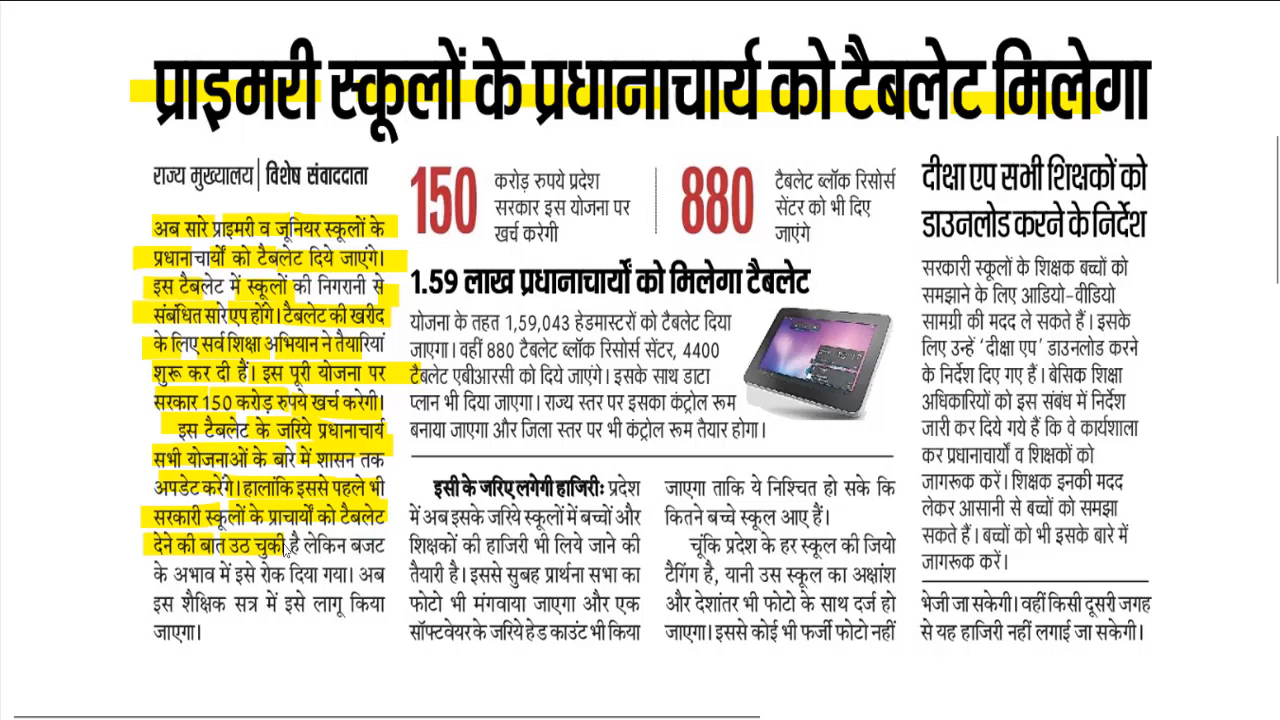 प्राइमरी स्कूलों के प्रधानाचार्य को टैबलेट मिलेगा
राज्य मुख्यालय | विशेष संवाददाता
अब सारे प्राइमरी व जूनियर स्कूलों के
प्रधानाचार्यों को टैबलेट दिये जाएंगे।
इस टैबलेट में स्कूलों की निगरानी से
संबंधित सारे एप होंगे। टैबलेट की खरीद
के लिए सर्व शिक्षा अभियान ने तैयारियां
शुरू कर दी हैं। इस पूरी योजना पर
सरकार 150 करोड़ रुपये खर्च करेगी।
इस टैबलेट के जरिये प्रधानाचार्य
सभी योजनाओं के बारे में शासन तक
अपडेट करेंगे। हालांकि इससे पहले भी
सरकारी स्कूलों के प्राचार्यों को टैबलेट
देने की बात उठ चुकी है लेकिन बजट
के अभाव में इसे रोक दिया गया। अब
इस शैक्षिक सत्र में इसे लागू किया
जाएगा।
150 करोड़ रुपये प्रदेश
सरकार इस योजना पर
खर्च करेगी
880 टैबलेट ब्लॉक रिसोर्स
सेंटर को भी दिए
जाएंगे
1.59 लाख प्रधानाचार्यों को मिलेगा टैबलेट
योजना के तहत 1,59,043 हेडमास्टरों को टैबलेट दिया
जाएगा। वहीं 880 टैबलेट ब्लॉक रिसोर्स सेंटर, 4400
टैबलेट एबीआरसी को दिये जाएंगे। इसके साथ डाटा
प्लान भी दिया जाएगा। राज्य स्तर पर इसका कंट्रोल रूम
बनाया जाएगा और जिला स्तर पर भी कंट्रोल रूम तैयार होगा।
इसी के जरिए लगेगी हाजिरी: प्रदेश
में अब इसके जरिये स्कूलों में बच्चों और
शिक्षकों की हाजिरी भी लिये जाने की
तैयारी है। इससे सुबह प्रार्थना सभा का
फोटो भी मंगवाया जाएगा और एक
सॉफ्टवेयर के जरिये हेड काउंट भी किया
जाएगा ताकि ये निश्चित हो सके कि
कितने बच्चे स्कूल आए हैं।
चूंकि प्रदेश के हर स्कूल की जियो
टैगिंग है, यानी उस स्कूल का अक्षांश
और देशांतर भी फोटो के साथ दर्ज हो
जाएगा। इससे कोई भी फर्जी फोटो नहीं
दीक्षा एप सभी शिक्षकों को
डाउनलोड करने के निर्देश
सरकारी स्कूलों के शिक्षक बच्चों को
समझाने के लिए आडियो-वीडियो
सामग्री की मदद ले सकते हैं। इसके
लिए उन्हें ‘दीक्षा एप’ डाउनलोड करने
के निर्देश दिए गए हैं। बेसिक शिक्षा
अधिकारियों को इस संबंध में निर्देश
जारी कर दिये गये हैं कि वे कार्यशाला
कर प्रधानाचार्यों व शिक्षकों को
जागरूक करें। शिक्षक इनकी मदद
लेकर आसानी से बच्चों को समझा
सकते हैं। बच्चों को भी इसके बारे में
जागरूक करें।
भेजी जा सकेगी। वहीं किसी दूसरी जगह
से यह हाजिरी नहीं लगाई जा सकेगी।